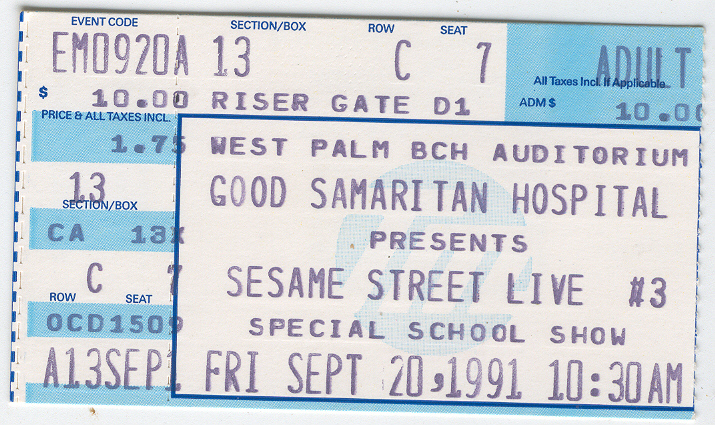 EVENT CODE SECTION/BOX ROW SEAT
EM0920A 13 C 7 ADULT
All Taxes Incl. If Applicable
$ 10.00 RISER GATE D1 ADM $ 10.00
PRICE & ALL TAXES INCL.
1.75 WEST PALM BCH AUDITORIUM
13 GOOD SAMARITAN HOSPITAL
SECTION/BOX
CA 13X PRESENTS
C 7 SESAME STREET LIVE #3
ROW SEAT
OCD1509 SPECIAL SCHOOL SHOW
A13SEP1 FRI SEPT 20,1991 10:30AM